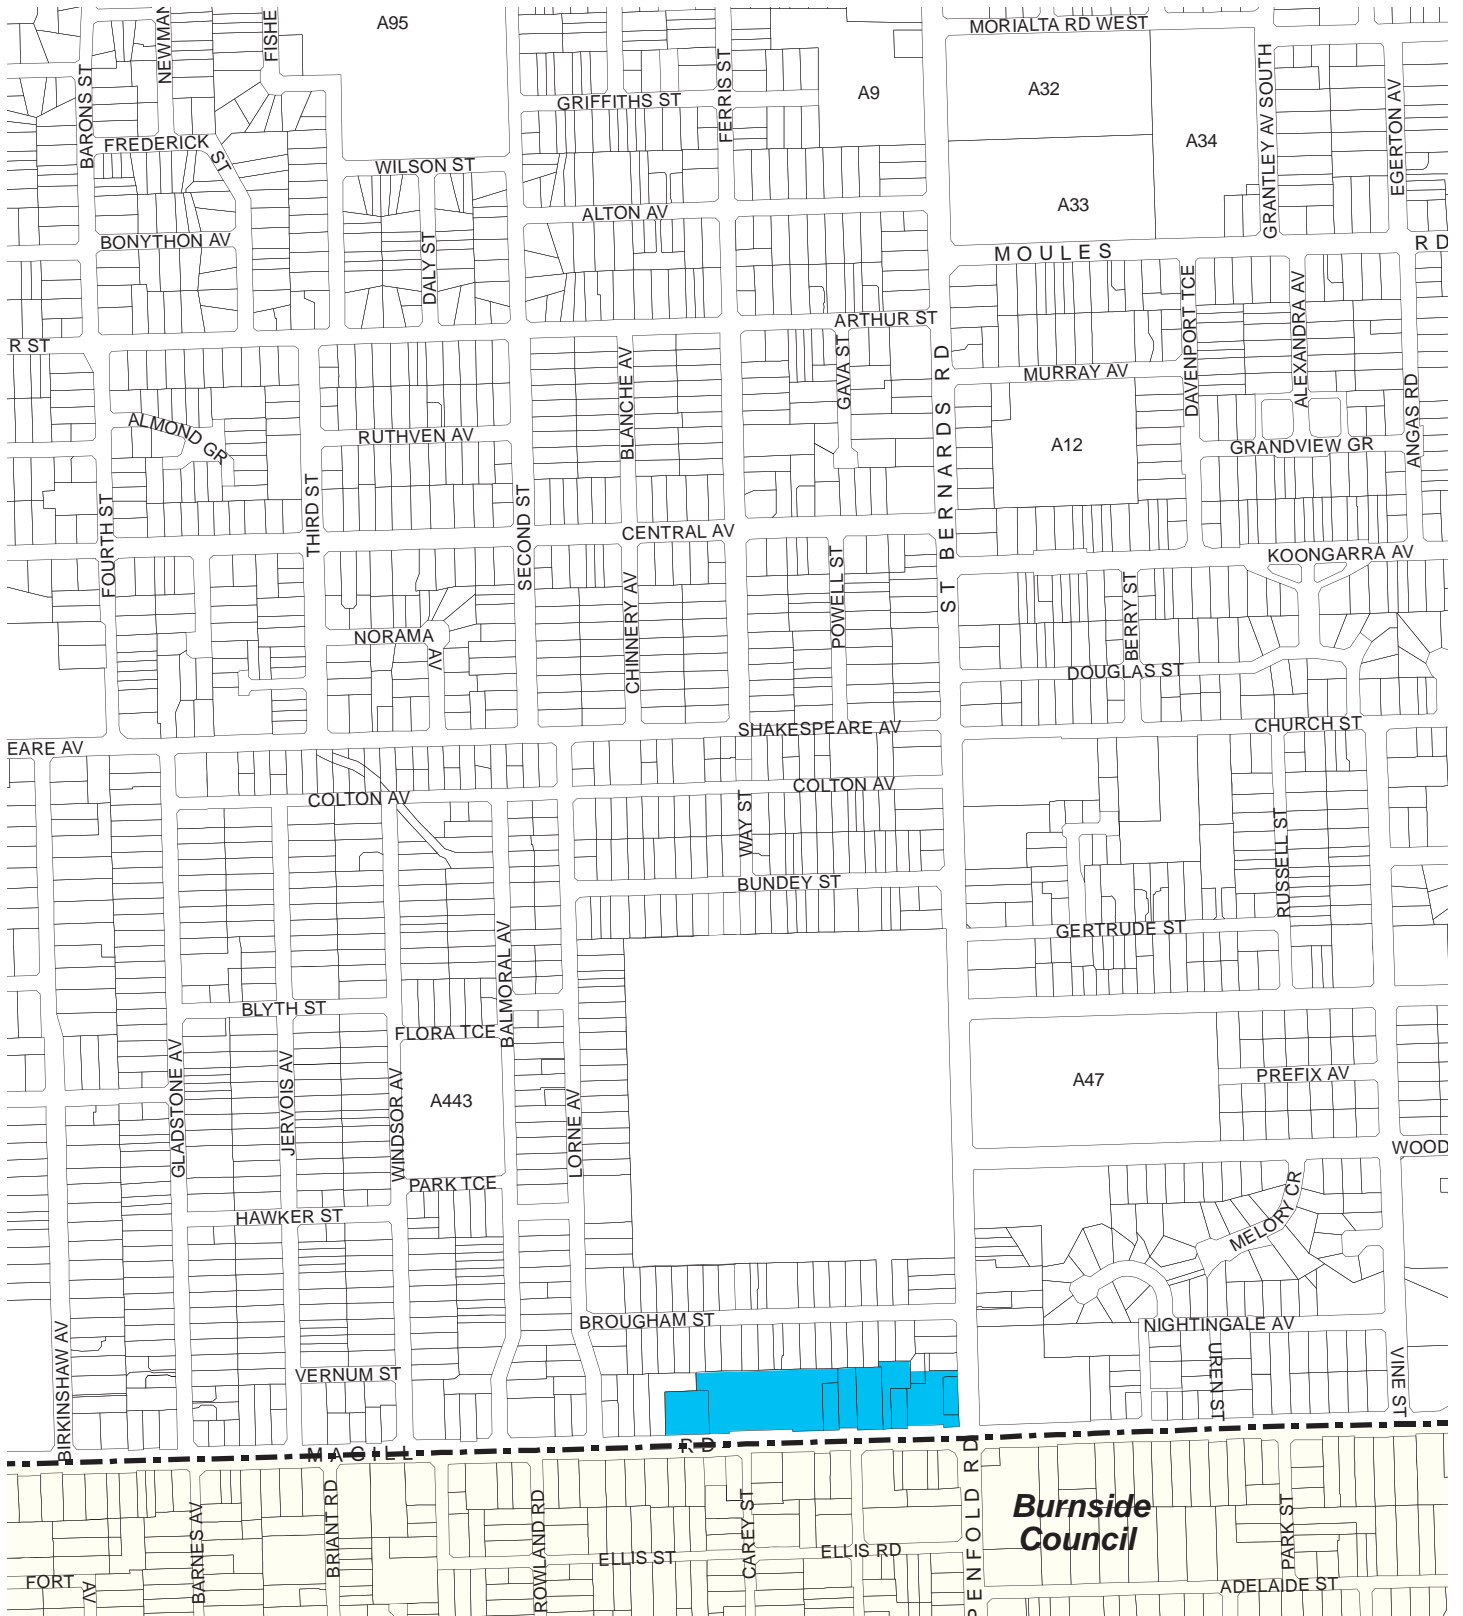 A95
MORIALTA RD WEST
NEWMAN
FISHE
BARONS ST
FERRIS ST
GRIFFITHS ST
A9
A32
A34
GRANTLEY AV SOUTH
EGERTON AV
FREDERICK ST
WILSON ST
A33
ALTON AV
BONYTHON AV
DALY ST
MOULES RD
DAVENPORT TCE
ALEXANDRA AV
ARTHUR ST
R ST
GAVA ST
BLANCHE AV
MURRAY AV
ANGAS RD
ALMOND GR
RUTHVEN AV
A12
GRANDVIEW GR
ST BERNARDS RD
FOURTH ST
THIRD ST
SECOND ST
CENTRAL AV
KOONGARRA AV
POWELL ST
BERRY ST
CHINNERY AV
NORAMA AV
DOUGLAS ST
SHAKESPEARE AV
CHURCH ST
EARE AV
COLTON AV
COLTON AV
WAY ST
RUSSELL ST
BUNDEY ST
GERTRUDE ST
BALMORAL AV
BLYTH ST
FLORA TCE
GLADSTONE AV
JERVOIS AV
WINDSOR AV
A443
LORNE AV
A47
PREFIX AV
WOOD
PARK TCE
HAWKER ST
MELORY CR
BROUGHAM ST
NIGHTINGALE AV
BIRKINSHAW AV
VERNUM ST
UREN ST
VINE ST
MAGILL RD
PENFOLD RD
Burnside
Council
BARNES AV
BRIANT RD
ROWLAND RD
CAREY ST
PARK ST
ELLIS ST
ELLIS RD
FORT AV
ADELAIDE ST